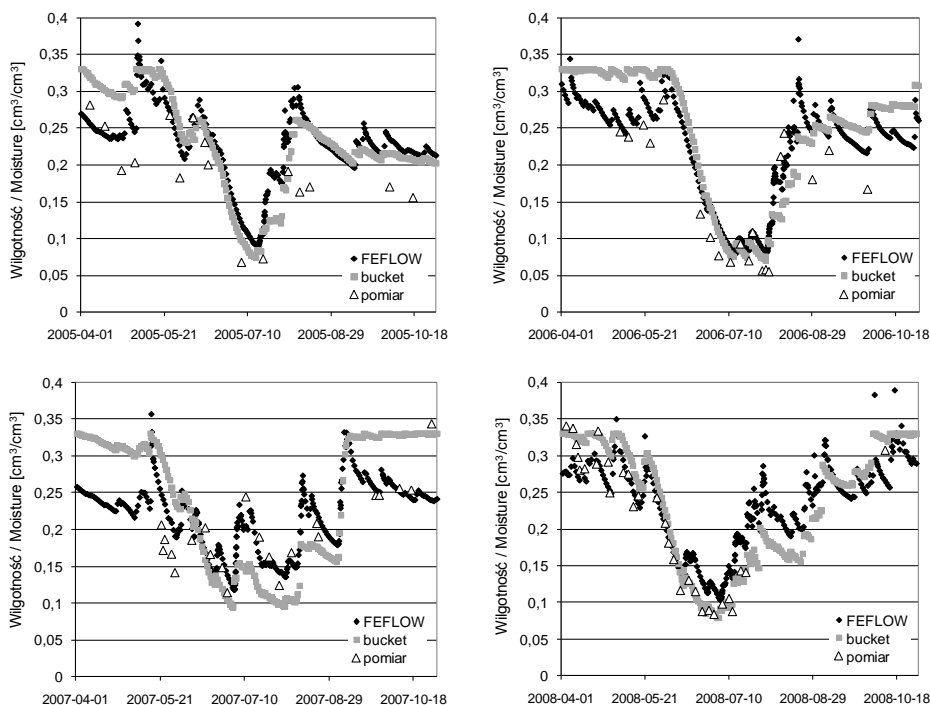 Wilgotność / Moisture [cm³/cm³]
0,4
0,35
0,3
0,25
0,2
0,15
0,1
0,05
0
FEFLOW
bucket
pomiar
2005-04-01 2005-05-21 2005-07-10 2005-08-29 2005-10-18
Wilgotność / Moisture [cm³/cm³]
0,4
0,35
0,3
0,25
0,2
0,15
0,1
0,05
0
FEFLOW
bucket
pomiar
2006-04-01 2006-05-21 2006-07-10 2006-08-29 2006-10-18
Wilgotność / Moisture [cm³/cm³]
0,4
0,35
0,3
0,25
0,2
0,15
0,1
0,05
0
FEFLOW
bucket
pomiar
2007-04-01 2007-05-21 2007-07-10 2007-08-29 2007-10-18
Wilgotność / Moisture [cm³/cm³]
0,4
0,35
0,3
0,25
0,2
0,15
0,1
0,05
0
FEFLOW
bucket
pomiar
2008-04-01 2008-05-21 2008-07-10 2008-08-29 2008-10-18